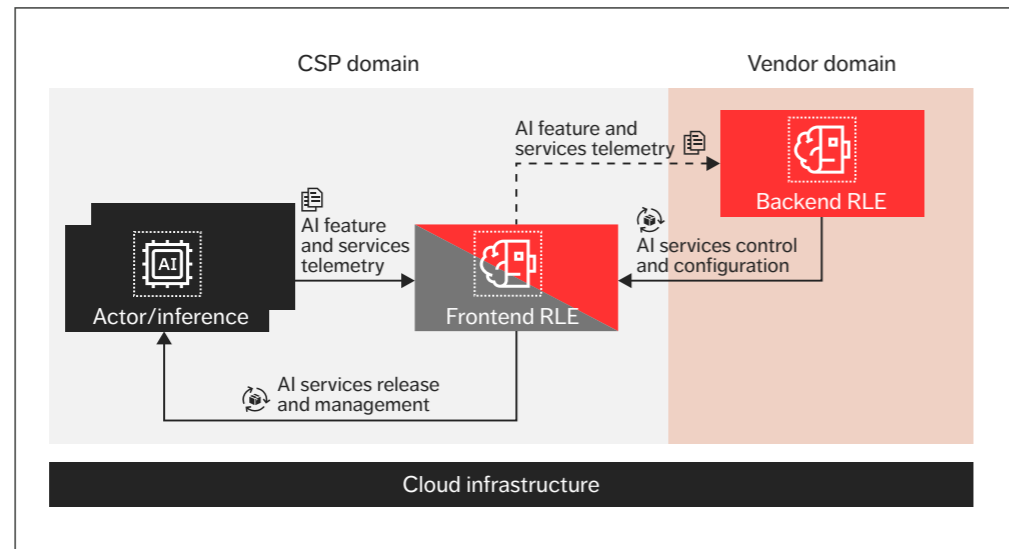 CSP domain
Vendor domain
AI feature and
services telemetry
Backend RLE
AI feature
and services
telemetry
AI services control
and configuration
AI
Actor/inference
Frontend RLE
AI services release
and management
Cloud infrastructure